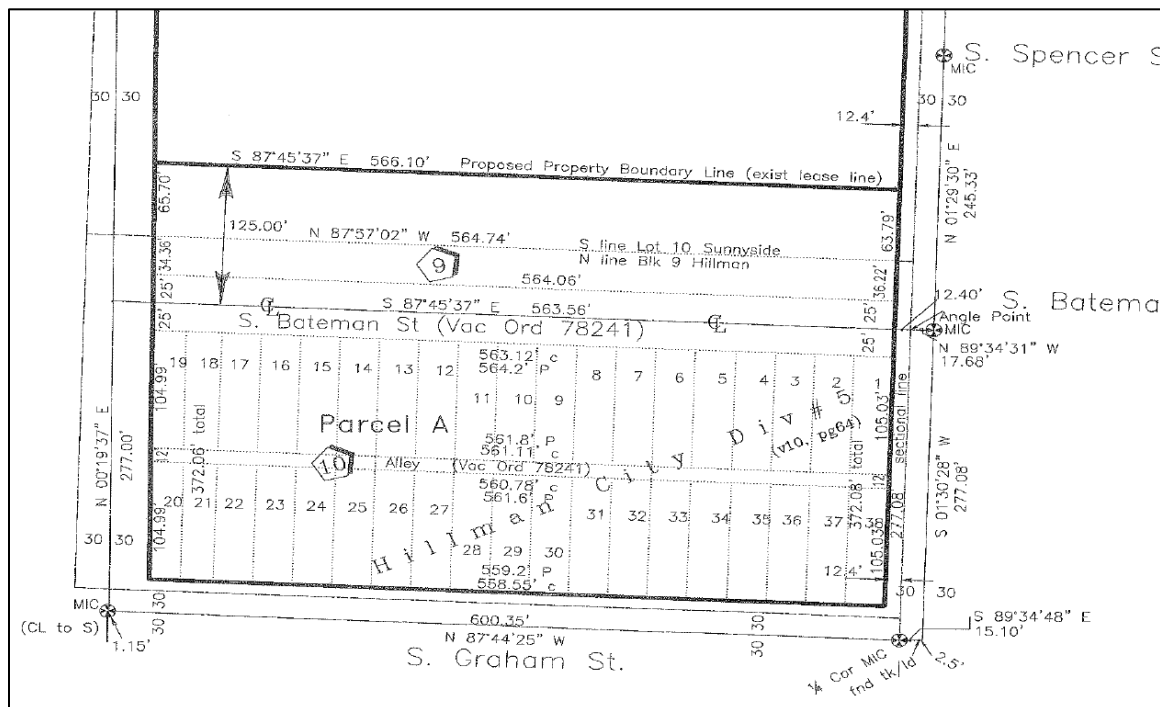 S. Spencer S
MIC
30 30
30 30
12.4'
N 01°29'30" E
245.33'
S 87°45'37" E 566.10' Proposed Property Boundary Line (exist lease line)
65.70'
125.00'
63.79'
N 87°57'02" W 564.74'
S line Lot 10 Sunnyside
N line Blk 9 Hillman
9
34.36'
564.06'
36.22'
25'
25'
S 87°45'37" E 563.56'
12.40'
S. Batema
Angle Point
MIC
25'
S. Bateman St (Vac Ord 78241)
25'
N 89°34'31" W
17.68'
563.12' c
564.2' P
19 18 17 16 15 14 13 12
11 10 9
8 7 6 5 4 3 2 1
104.99'
105.03'
sectional line
N 00°19'37" E
277.00'
372.06' total
Parcel A
Div # 5
(v10, pg64)
561.8' P
561.11' c
12'
10
Alley (Vac Ord 78241)
12'
372.08' total
277.08'
S 01°30'28" W
277.08'
560.78' c
561.6' P
Hillman City
20 21 22 23 24 25 26 27
28 29 30
31 32 33 34 35 36 37 38
104.99'
105.03'
559.2' P
558.55' c
12.4'
30 30
30 30
MIC
(CL to S)
1.15'
30 30
600.35'
N 87°44'25" W
30 30
S. Graham St.
S 89°34'48" E
15.10'
¼ Cor MIC
fnd tk/ld
2.5'